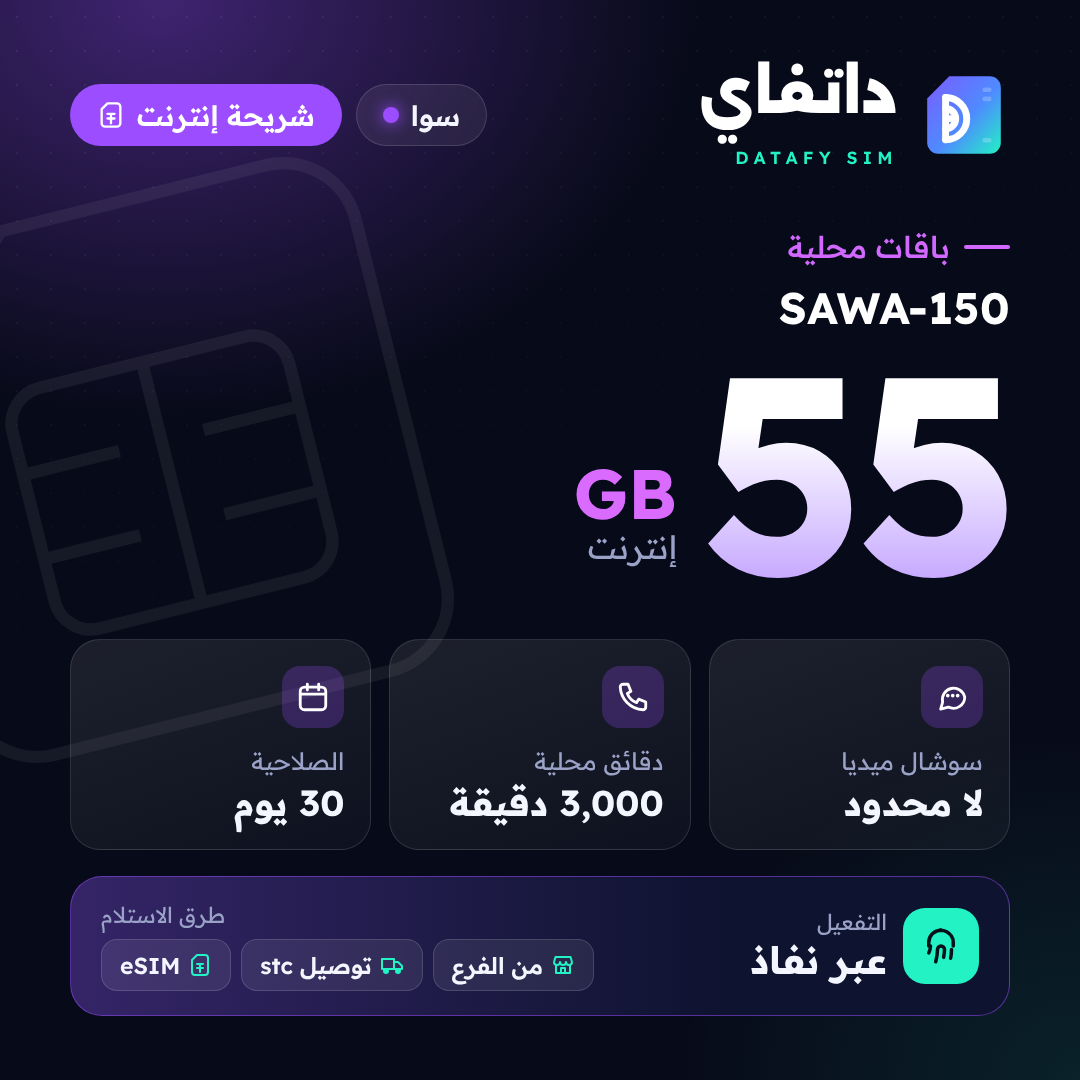 داتفاي
DATAFY SIM
سوا
شريحة إنترنت
باقات محلية
SAWA-150
55
GB
إنترنت
سوشال ميديا
لا محدود
دقائق محلية
3,000 دقيقة
الصلاحية
30 يوم
التفعيل
عبر نفاذ
طرق الاستلام
من الفرع
توصيل stc
eSIM